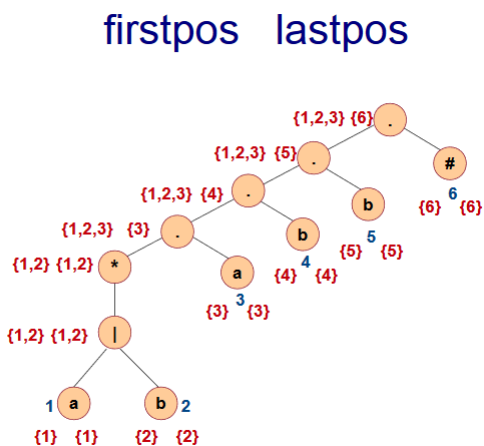 firstpos lastpos
{1,2,3} {6} .
{1,2,3} {5} . #
6
{1,2,3} {4} . b {6} {6}
{1,2,3} {3} . b 5
{5} {5}
{1,2} {1,2} * a 4
{4} {4}
3
{3} {3}
{1,2} {1,2} |
1 a b 2
{1} {1} {2} {2}